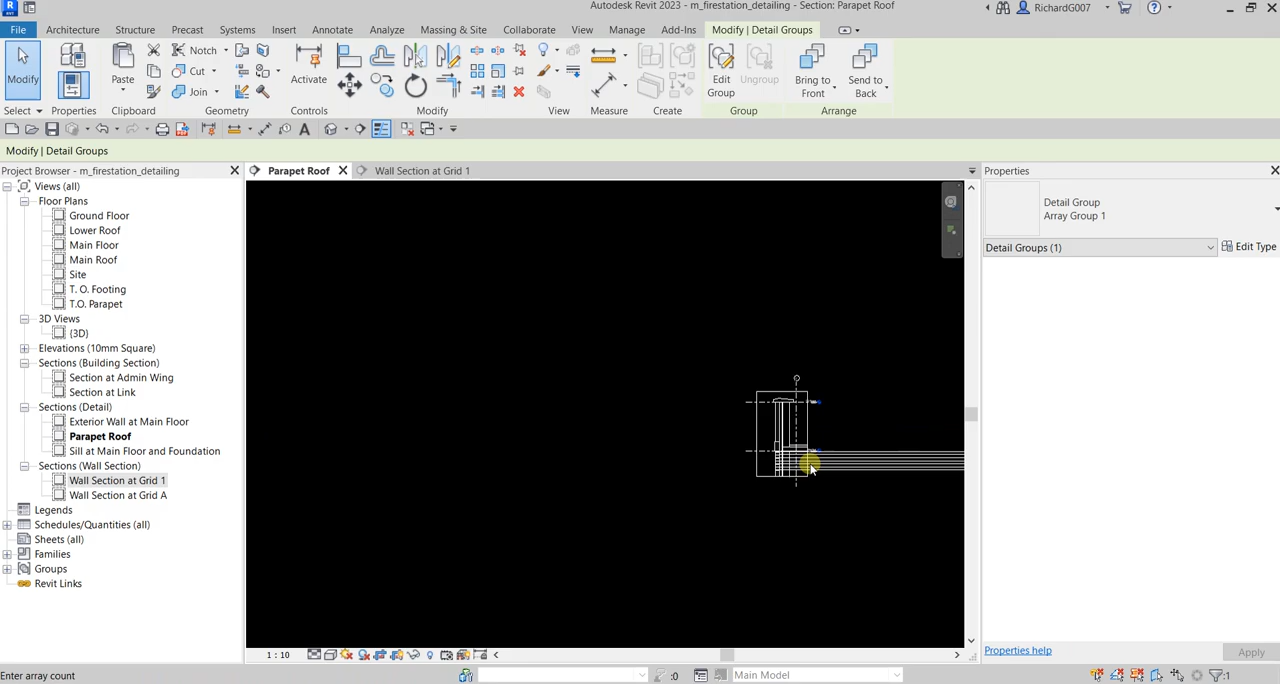 Autodesk Revit 2023 - m_firestation_detailing - Section: Parapet Roof
RichardG007
File Architecture Structure Precast Systems Insert Annotate Analyze Massing & Site Collaborate View Manage Add-Ins Modify | Detail Groups
Modify Paste Notch Cut Join Activate Edit Group Ungroup Bring to Front Send to Back
Select Properties Clipboard Geometry Controls Modify View Measure Create Group Arrange
Modify | Detail Groups
Project Browser - m_firestation_detailing
Parapet Roof
Wall Section at Grid 1
Properties
Views (all)
Floor Plans
Ground Floor
Lower Roof
Main Floor
Main Roof
Site
T. O. Footing
T.O. Parapet
3D Views
{3D}
Elevations (10mm Square)
Sections (Building Section)
Section at Admin Wing
Section at Link
Sections (Detail)
Exterior Wall at Main Floor
Parapet Roof
Sill at Main Floor and Foundation
Sections (Wall Section)
Wall Section at Grid 1
Wall Section at Grid A
Legends
Schedules/Quantities (all)
Sheets (all)
Families
Groups
Revit Links
Detail Group
Array Group 1
Detail Groups (1)
Edit Type
1 : 10
Properties help
Apply
Enter array count
:0
Main Model
:1